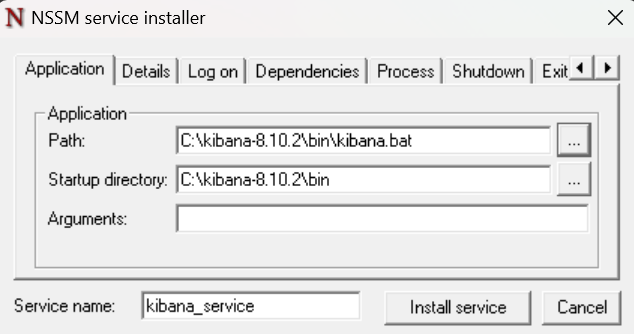 NSSM service installer
Application Details Log on Dependencies Process Shutdown Exit
Application
Path: C:\kibana-8.10.2\bin\kibana.bat ...
Startup directory: C:\kibana-8.10.2\bin ...
Arguments:
Service name: kibana_service Install service Cancel